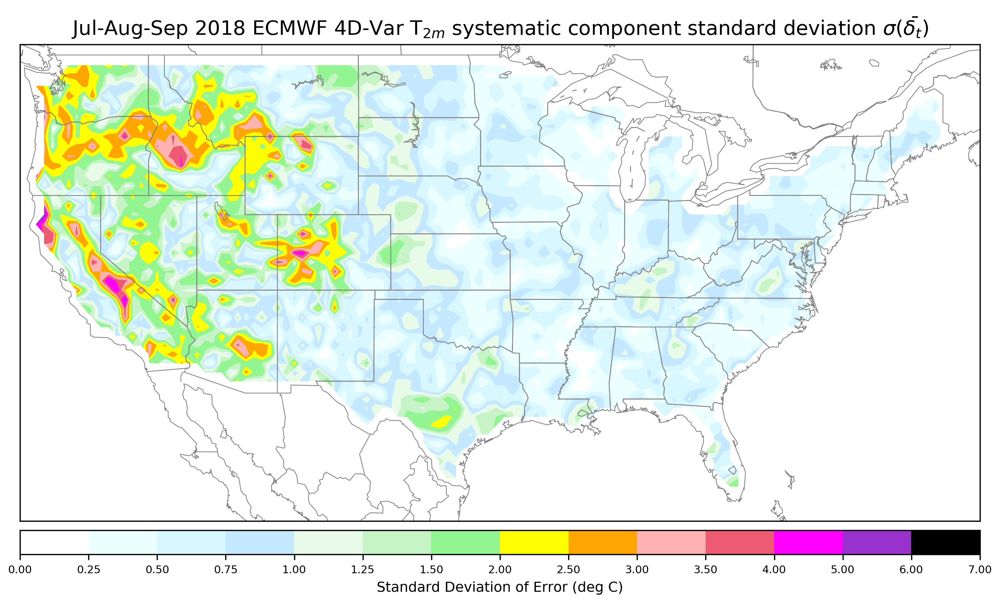 Jul-Aug-Sep 2018 ECMWF 4D-Var T₂ₘ systematic component standard deviation σ(δ̄ₜ)
0.00 0.25 0.50 0.75 1.00 1.25 1.50 2.00 2.50 3.00 3.50 4.00 5.00 6.00 7.00
Standard Deviation of Error (deg C)